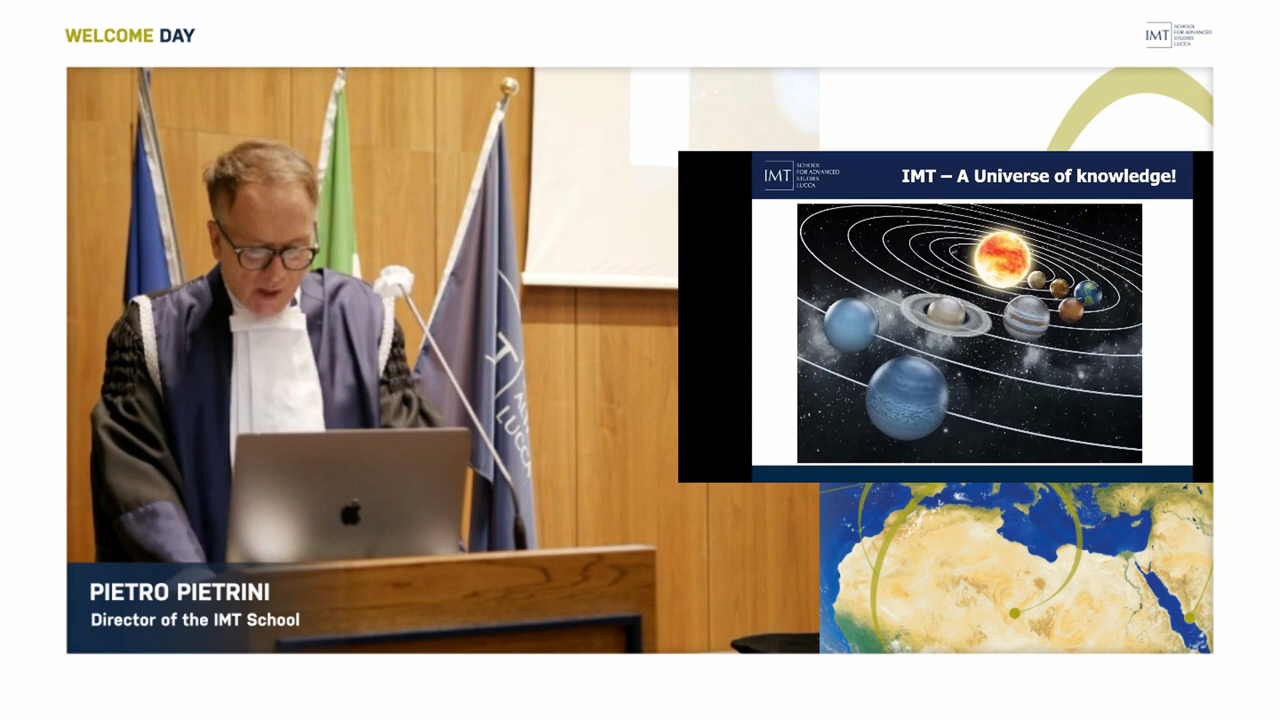 WELCOME DAY
IMT
SCHOOL
FOR ADVANCED
STUDIES
LUCCA
IMT
SCHOOL
FOR ADVANCED
STUDIES
LUCCA
IMT – A Universe of knowledge!
LUCCA
PIETRO PIETRINI
Director of the IMT School